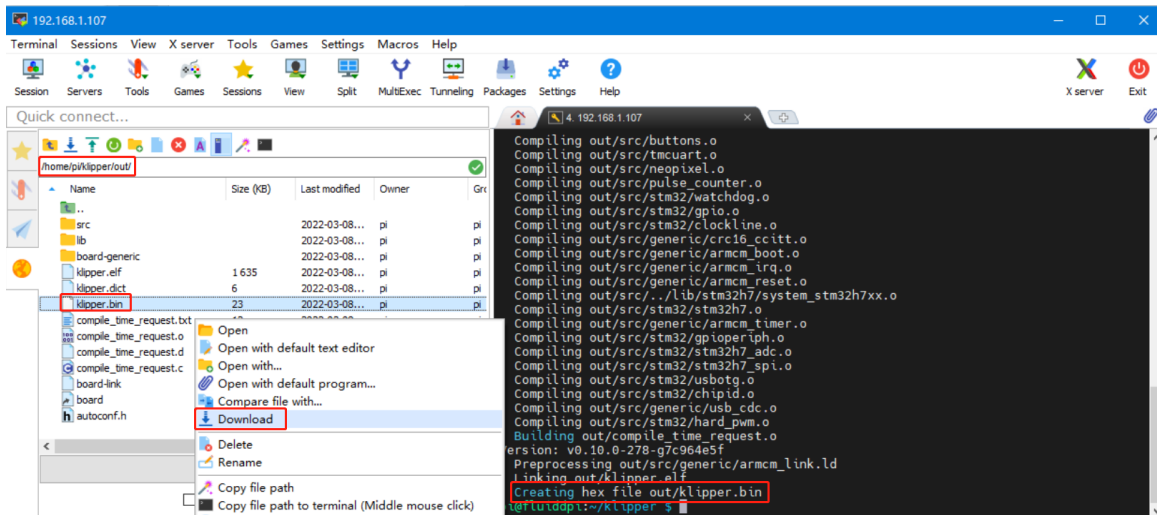 192.168.1.107
Terminal Sessions View X server Tools Games Settings Macros Help
Session Servers Tools Games Sessions View Split MultiExec Tunneling Packages Settings Help X server Exit
Quick connect...
4. 192.168.1.107
/home/pi/klipper/out/
Name Size (KB) Last modified Owner Gro
..
src 2022-03-08... pi pi
lib 2022-03-08... pi pi
board-generic 2022-03-08... pi pi
klipper.elf 1 635 2022-03-08... pi pi
klipper.dict 6 2022-03-08... pi pi
klipper.bin 23 2022-03-08... pi pi
compile_time_request.txt
compile_time_request.o
compile_time_request.d
compile_time_request.c
board-link
board
autoconf.h
Open
Open with default text editor
Open with...
Open with default program...
Compare file with...
Download
Delete
Rename
Copy file path
Copy file path to terminal (Middle mouse click)
Compiling out/src/buttons.o
Compiling out/src/tmcuart.o
Compiling out/src/neopixel.o
Compiling out/src/pulse_counter.o
Compiling out/src/stm32/watchdog.o
Compiling out/src/stm32/gpio.o
Compiling out/src/stm32/clockline.o
Compiling out/src/generic/crc16_ccitt.o
Compiling out/src/generic/armcm_boot.o
Compiling out/src/generic/armcm_irq.o
Compiling out/src/generic/armcm_reset.o
Compiling out/src/../lib/stm32h7/system_stm32h7xx.o
Compiling out/src/stm32/stm32h7.o
Compiling out/src/generic/armcm_timer.o
Compiling out/src/stm32/gpioperiph.o
Compiling out/src/stm32/stm32h7_adc.o
Compiling out/src/stm32/stm32h7_spi.o
Compiling out/src/stm32/usbotg.o
Compiling out/src/stm32/chipid.o
Compiling out/src/generic/usb_cdc.o
Compiling out/src/stm32/hard_pwm.o
Building out/compile_time_request.o
ersion: v0.10.0-278-g7c964e5f
Preprocessing out/src/generic/armcm_link.ld
Linking out/klipper.elf
Creating hex file out/klipper.bin
i@fluiddpi:~/klipper $